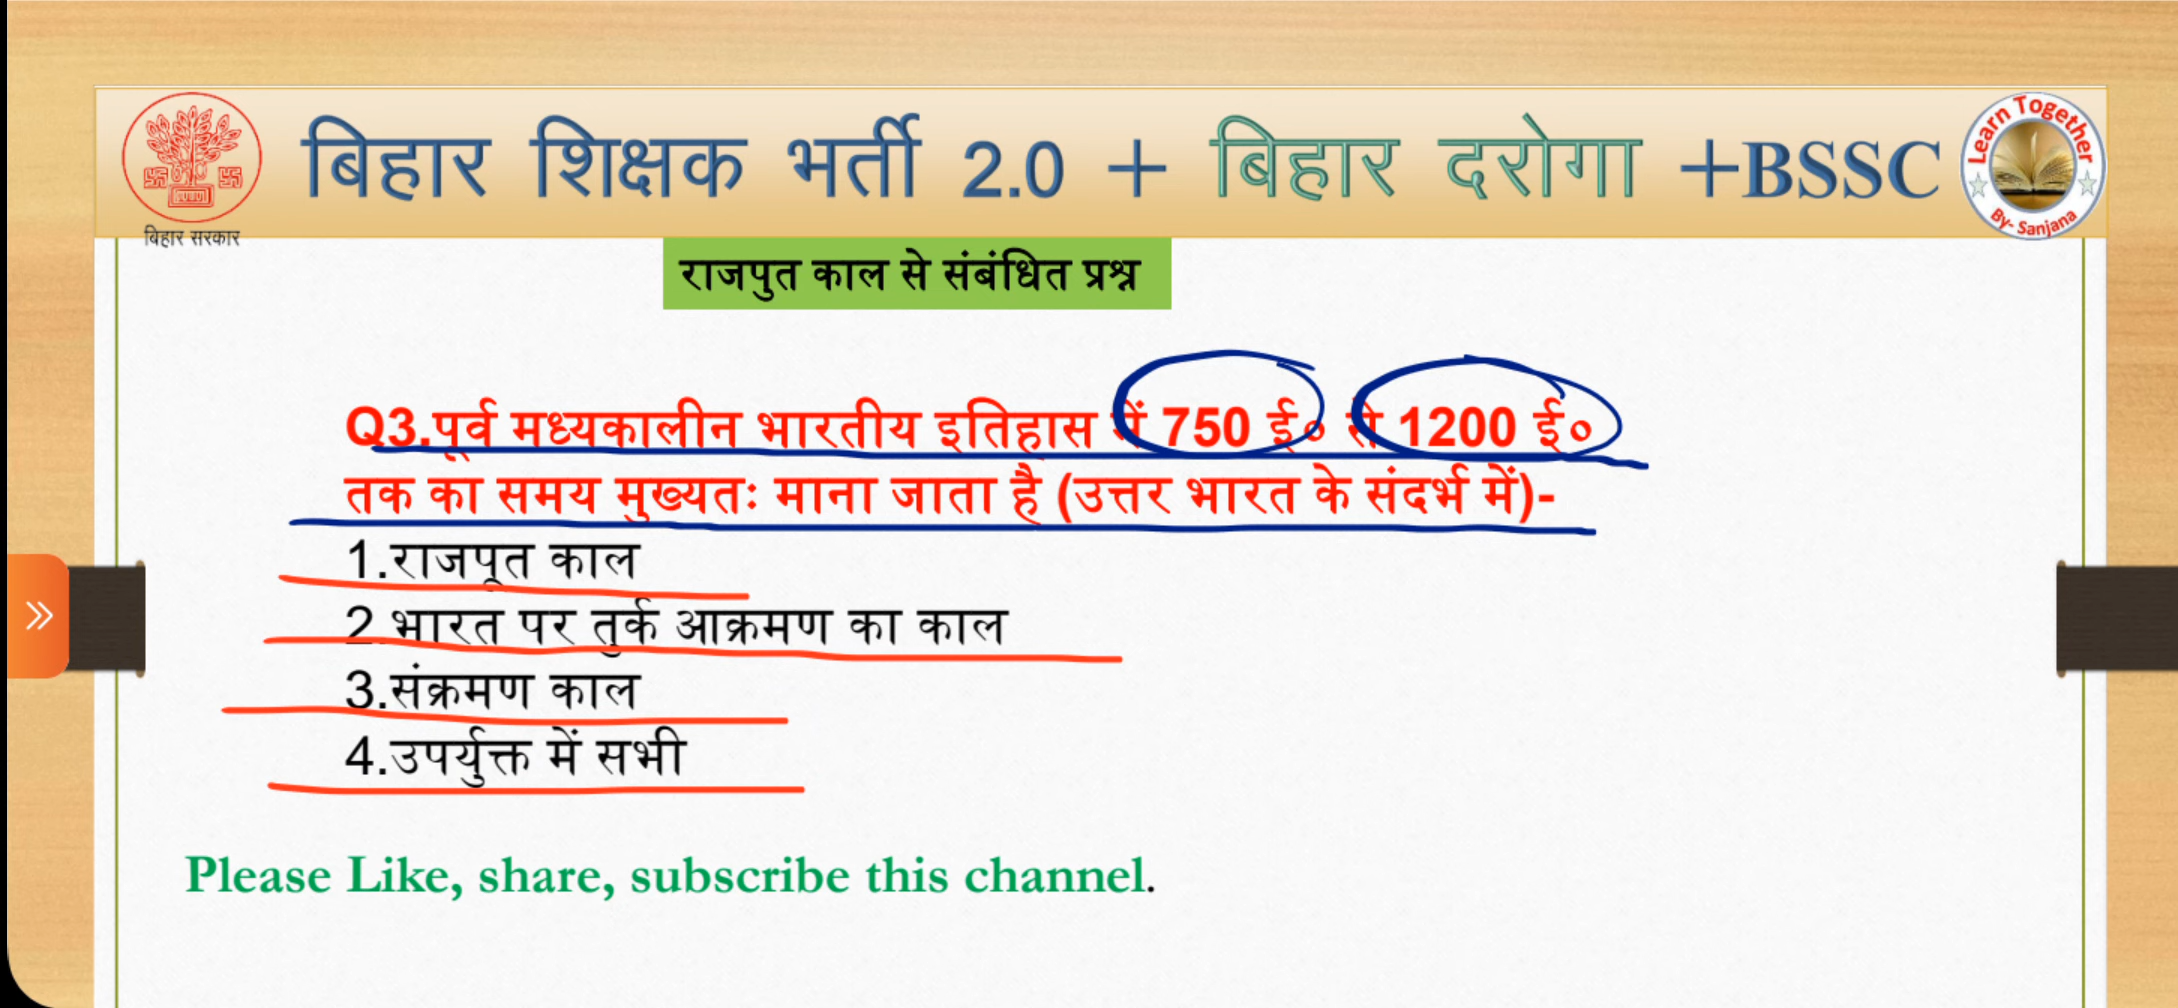 बिहार शिक्षक भर्ती 2.0 + बिहार दरोगा +BSSC
Learn Together
By- Sanjana
बिहार सरकार
राजपुत काल से संबंधित प्रश्न
Q3.पूर्व मध्यकालीन भारतीय इतिहास में 750 ई० से 1200 ई०
तक का समय मुख्यतः माना जाता है (उत्तर भारत के संदर्भ में)-
1.राजपूत काल
2.भारत पर तुर्क आक्रमण का काल
3.संक्रमण काल
4.उपर्युक्त में सभी
Please Like, share, subscribe this channel.